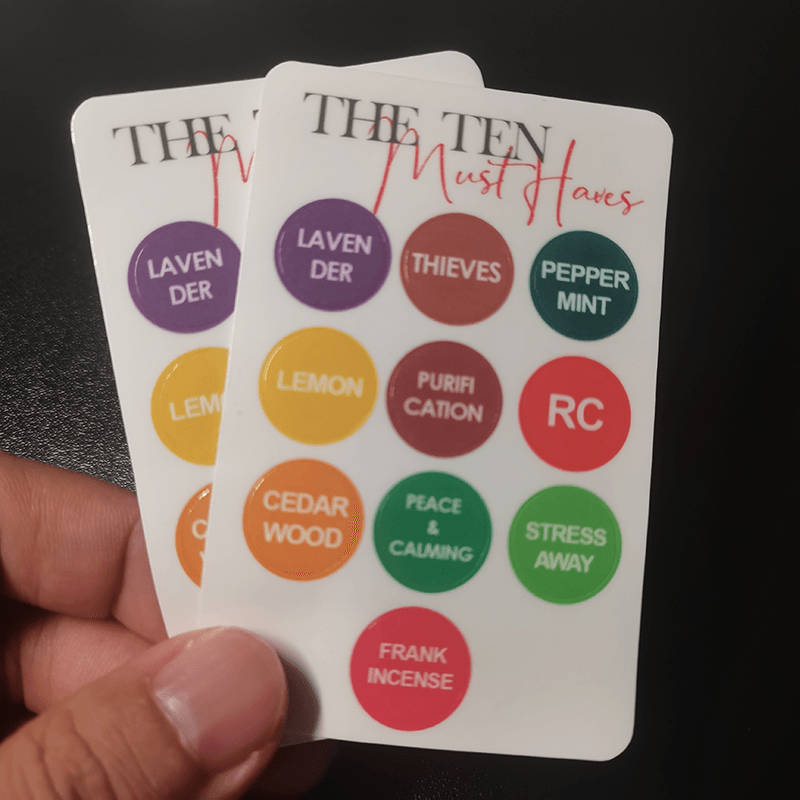 THE TEN
Must Haves
LAVEN
DER
THIEVES
PEPPER
MINT
LEMON
PURIFI
CATION
RC
CEDAR
WOOD
PEACE
&
CALMING
STRESS
AWAY
FRANK
INCENSE
THE
LAVEN
DER
LEM